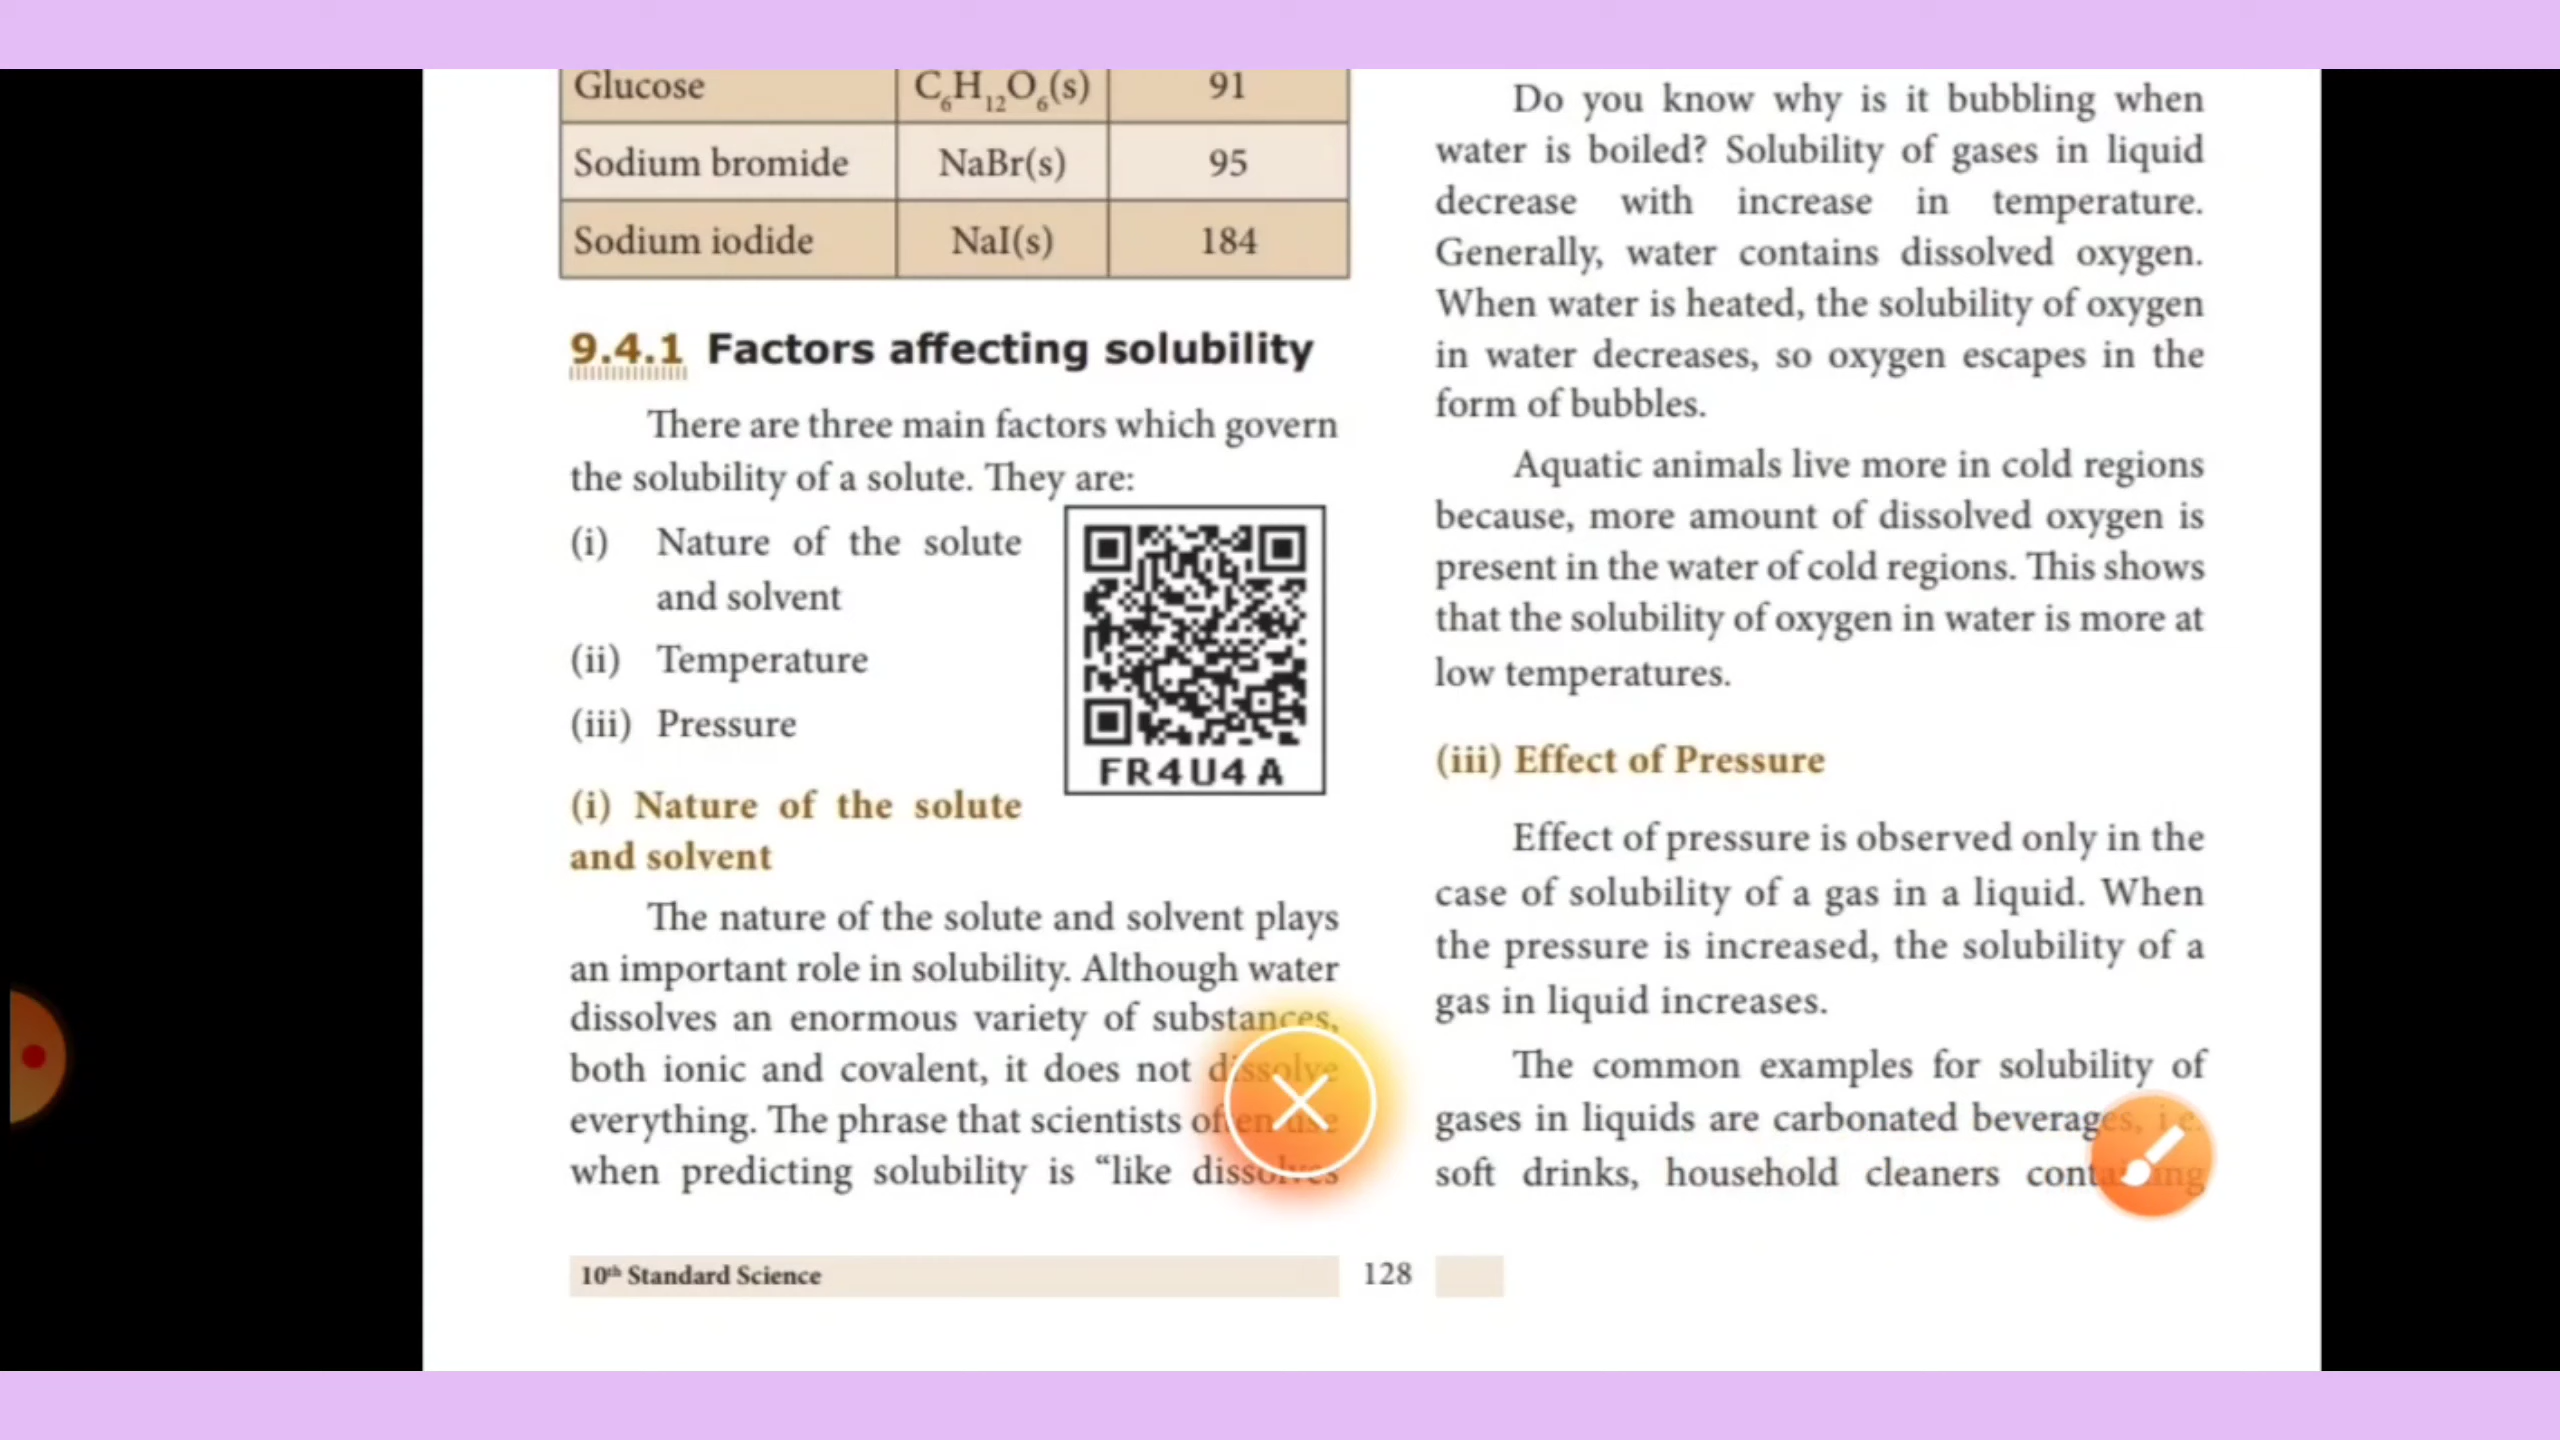 Glucose C₆H₁₂O₆(s) 91
Sodium bromide NaBr(s) 95
Sodium iodide NaI(s) 184
9.4.1 Factors affecting solubility
There are three main factors which govern
the solubility of a solute. They are:
(i) Nature of the solute
and solvent
(ii) Temperature
(iii) Pressure
FR4U4A
(i) Nature of the solute
and solvent
The nature of the solute and solvent plays
an important role in solubility. Although water
dissolves an enormous variety of substances,
both ionic and covalent, it does not dissolve
everything. The phrase that scientists often use
when predicting solubility is “like dissolves
Do you know why is it bubbling when
water is boiled? Solubility of gases in liquid
decrease with increase in temperature.
Generally, water contains dissolved oxygen.
When water is heated, the solubility of oxygen
in water decreases, so oxygen escapes in the
form of bubbles.
Aquatic animals live more in cold regions
because, more amount of dissolved oxygen is
present in the water of cold regions. This shows
that the solubility of oxygen in water is more at
low temperatures.
(iii) Effect of Pressure
Effect of pressure is observed only in the
case of solubility of a gas in a liquid. When
the pressure is increased, the solubility of a
gas in liquid increases.
The common examples for solubility of
gases in liquids are carbonated beverages, i.e.
soft drinks, household cleaners containing
10th Standard Science 128